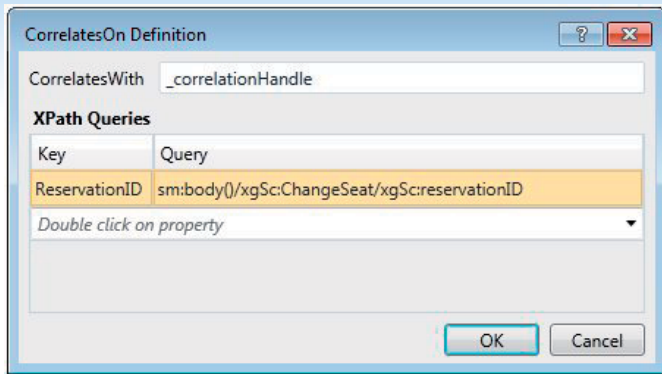 CorrelatesOn Definition
?
CorrelatesWith _correlationHandle
XPath Queries
Key Query
ReservationID sm:body()/xgSc:ChangeSeat/xgSc:reservationID
Double click on property
OK Cancel